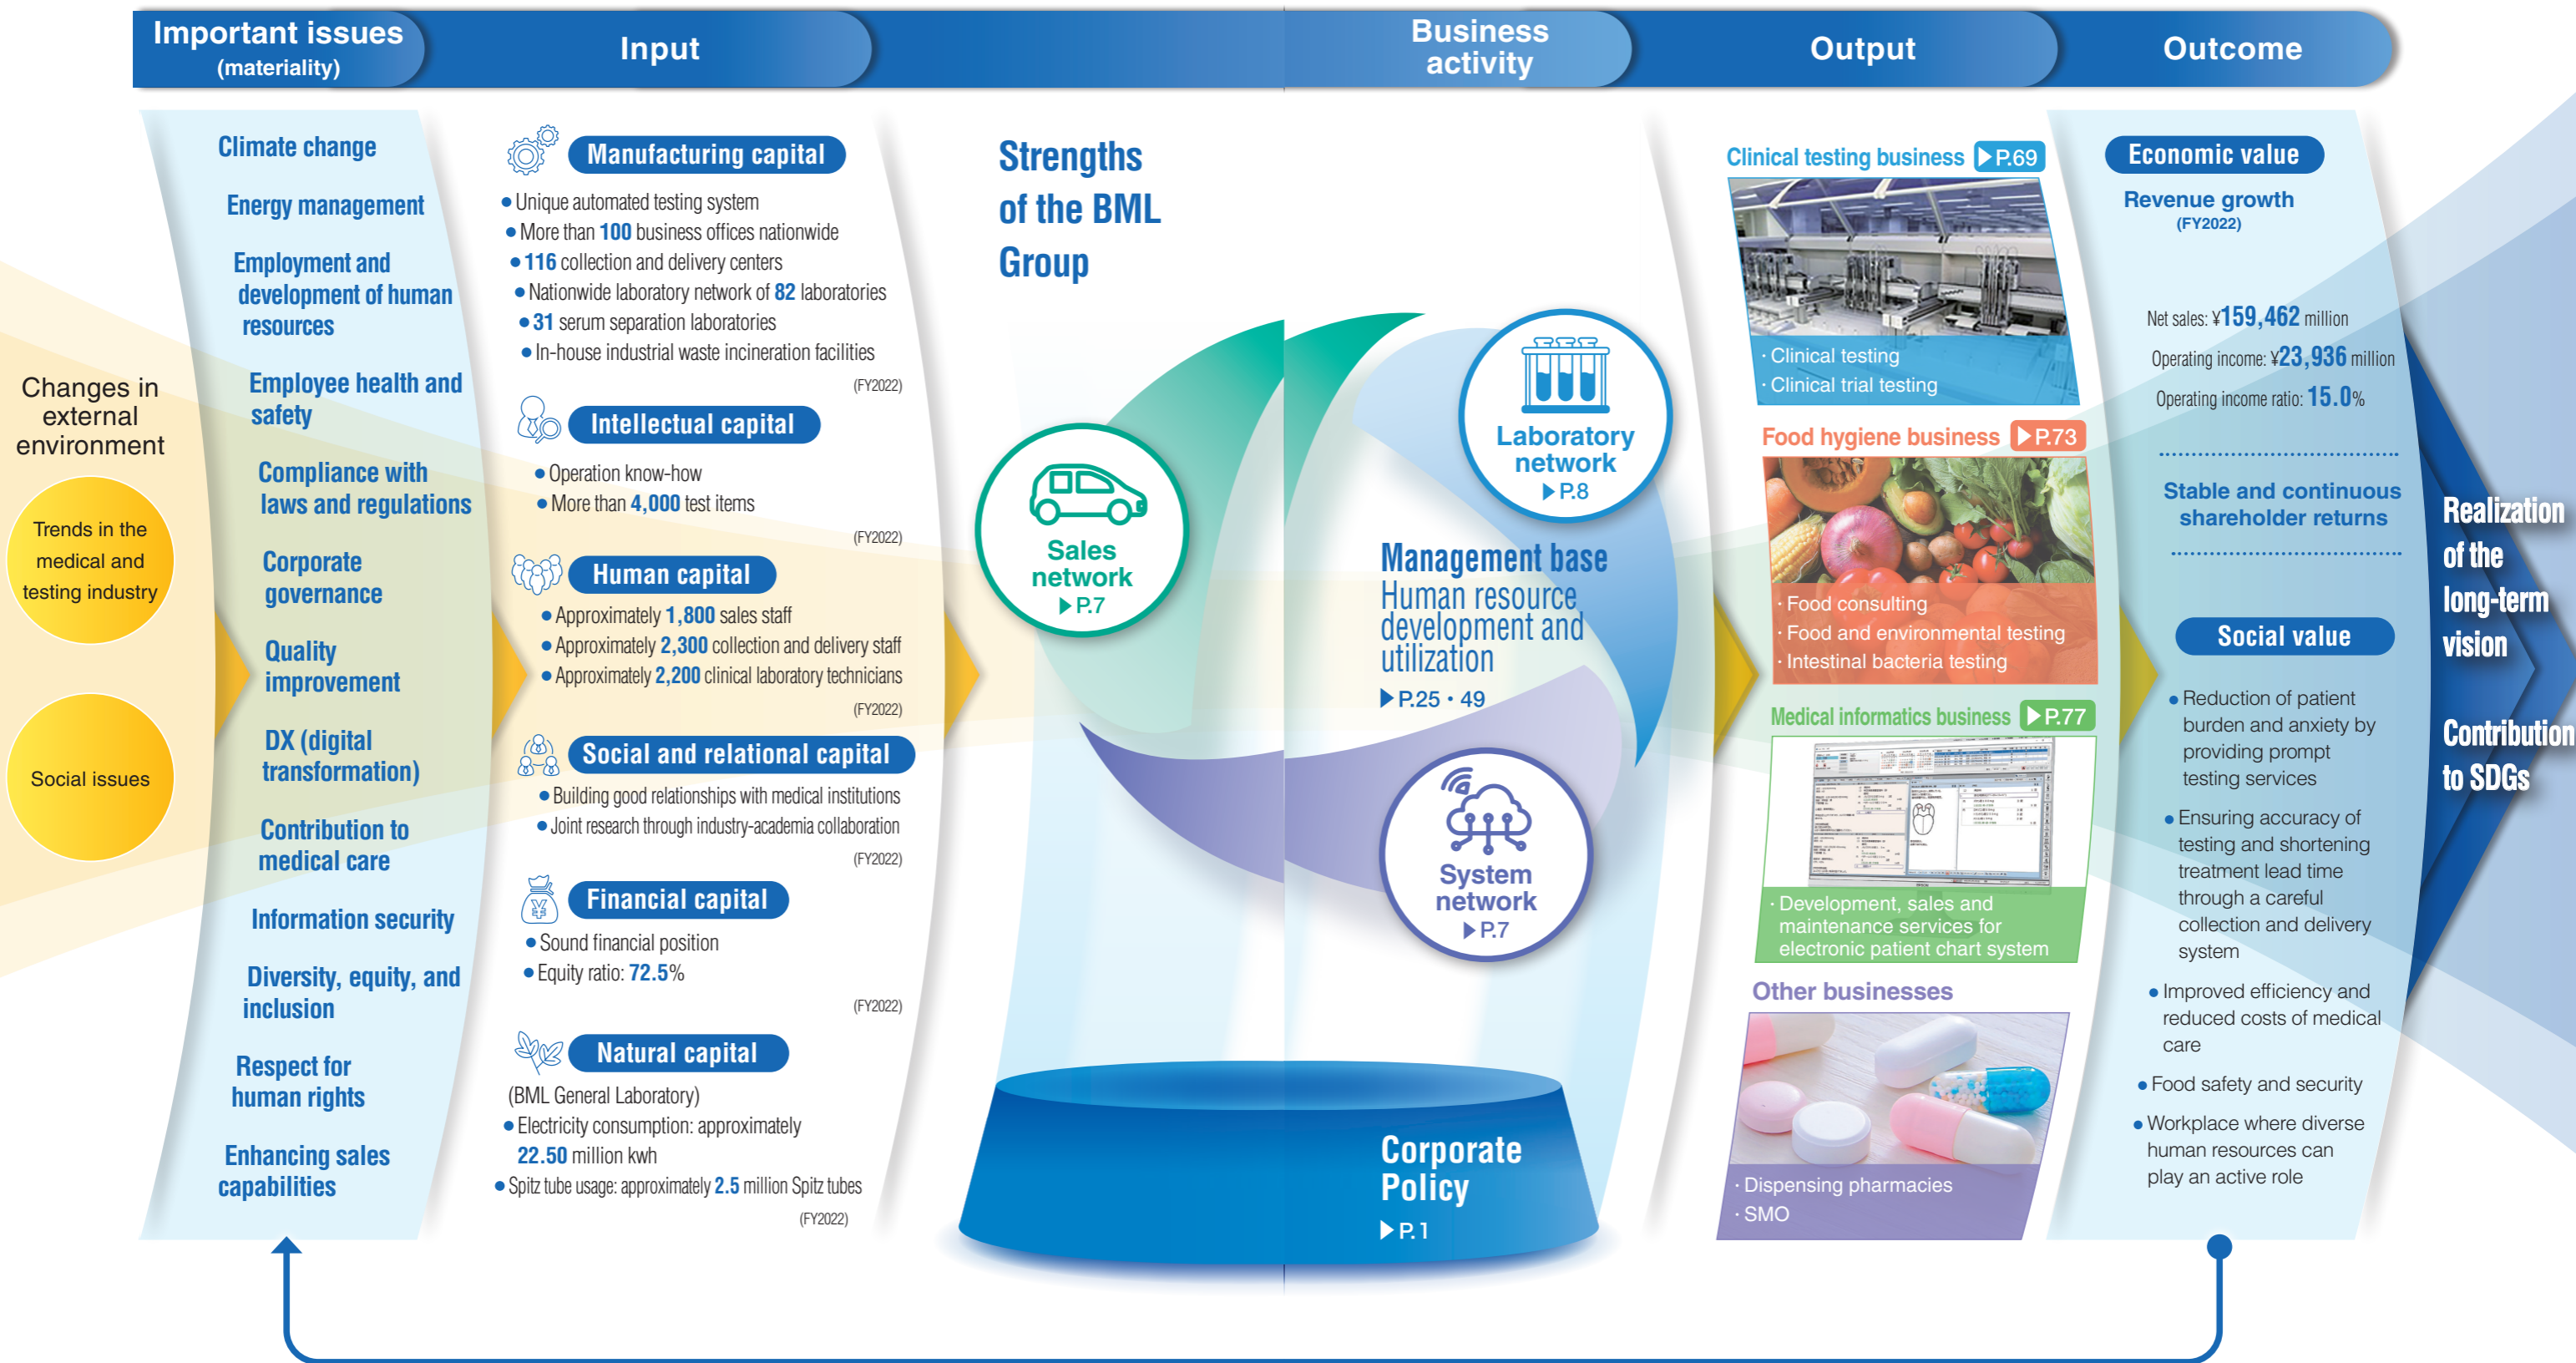 Important issues
(materiality)
Input
Business
activity
Output
Outcome
Changes in
external
environment
Trends in the
medical and
testing industry
Social issues
Climate change
Energy management
Employment and
development of human
resources
Employee health and
safety
Compliance with
laws and regulations
Corporate
governance
Quality
improvement
DX (digital
transformation)
Contribution to
medical care
Information security
Diversity, equity, and
inclusion
Respect for
human rights
Enhancing sales
capabilities
Manufacturing capital
● Unique automated testing system
● More than 100 business offices nationwide
● 116 collection and delivery centers
● Nationwide laboratory network of 82 laboratories
● 31 serum separation laboratories
● In-house industrial waste incineration facilities
(FY2022)
Intellectual capital
● Operation know-how
● More than 4,000 test items
(FY2022)
Human capital
● Approximately 1,800 sales staff
● Approximately 2,300 collection and delivery staff
● Approximately 2,200 clinical laboratory technicians
(FY2022)
Social and relational capital
● Building good relationships with medical institutions
● Joint research through industry-academia collaboration
(FY2022)
Financial capital
● Sound financial position
● Equity ratio: 72.5%
(FY2022)
Natural capital
(BML General Laboratory)
● Electricity consumption: approximately
22.50 million kwh
● Spitz tube usage: approximately 2.5 million Spitz tubes
(FY2022)
Strengths
of the BML
Group
Sales
network
▶P.7
Laboratory
network
▶P.8
Management base
Human resource
development and
utilization
▶P.25・49
System
network
▶P.7
Corporate
Policy
▶P.1
Clinical testing business ▶P.69
· Clinical testing
· Clinical trial testing
Food hygiene business ▶P.73
· Food consulting
· Food and environmental testing
· Intestinal bacteria testing
Medical informatics business ▶P.77
· Development, sales and
maintenance services for
electronic patient chart system
Other businesses
· Dispensing pharmacies
· SMO
Economic value
Revenue growth
(FY2022)
Net sales: ¥159,462 million
Operating income: ¥23,936 million
Operating income ratio: 15.0%
Stable and continuous
shareholder returns
Social value
● Reduction of patient
burden and anxiety by
providing prompt
testing services
● Ensuring accuracy of
testing and shortening
treatment lead time
through a careful
collection and delivery
system
● Improved efficiency and
reduced costs of medical
care
● Food safety and security
● Workplace where diverse
human resources can
play an active role
Realization
of the
long-term
vision
Contribution
to SDGs